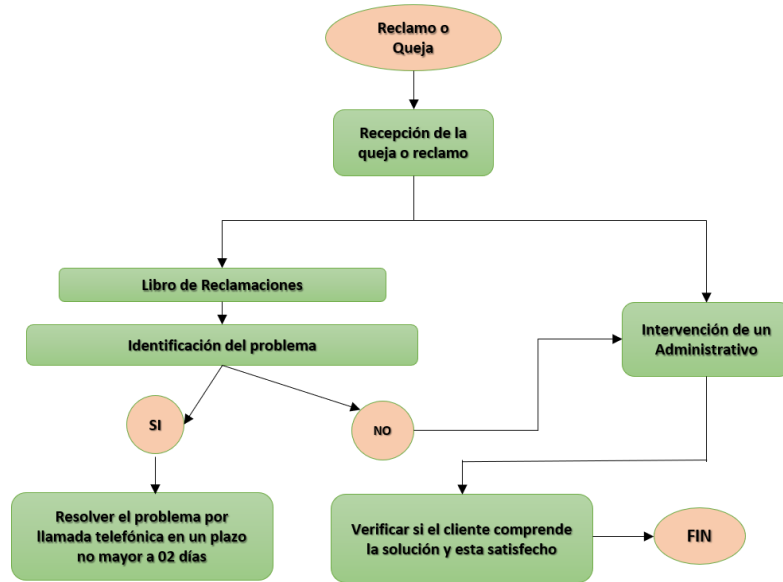 Reclamo o
Queja
Recepción de la
queja o reclamo
Libro de Reclamaciones
Identificación del problema
Intervención de un
Administrativo
SI
NO
Resolver el problema por
llamada telefónica en un plazo
no mayor a 02 días
Verificar si el cliente comprende
la solución y esta satisfecho
FIN